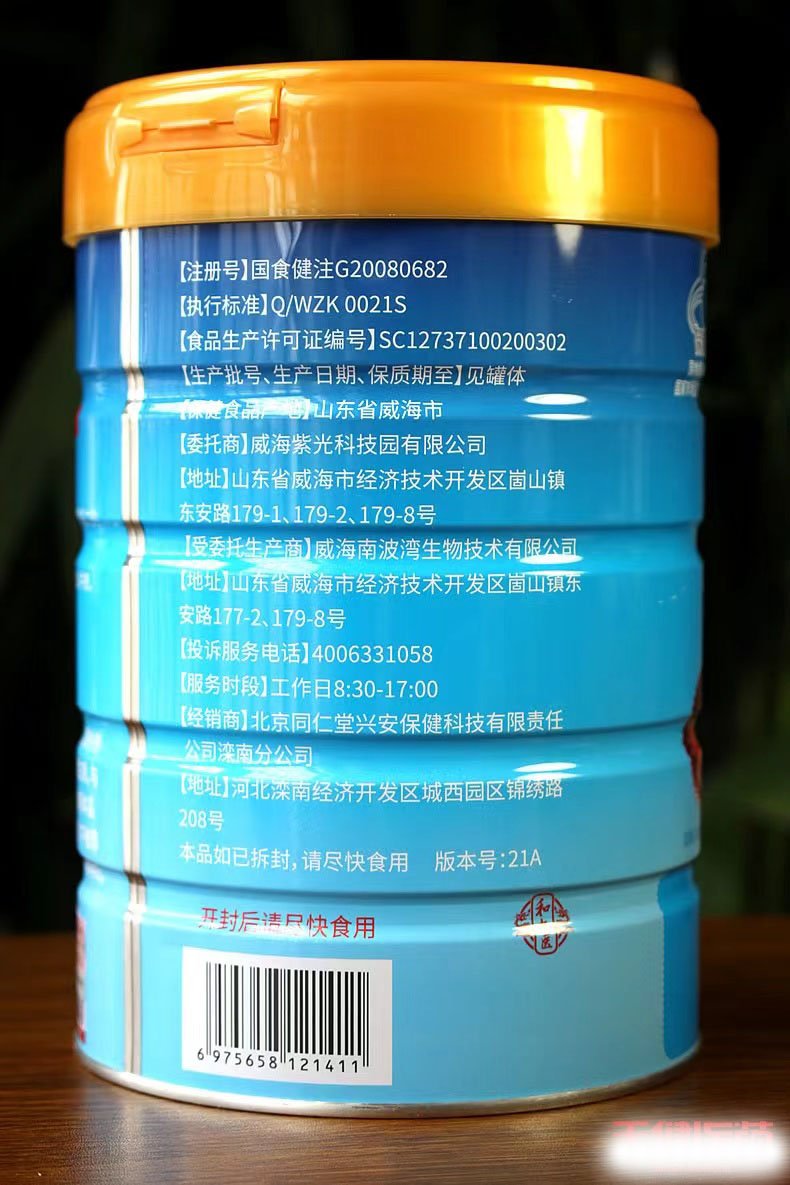 【注册号】国食健注G20080682
【执行标准】Q/WZK 0021S
【食品生产许可证编号】SC12737100200302
【生产批号、生产日期、保质期至】见罐体
【保健食品产地】山东省威海市
【委托商】威海紫光科技园有限公司
【地址】山东省威海市经济技术开发区崮山镇
东安路179-1、179-2、179-8号
【受委托生产商】威海南波湾生物技术有限公司
【地址】山东省威海市经济技术开发区崮山镇东
安路177-2、179-8号
【投诉服务电话】4006331058
【服务时段】工作日8:30-17:00
【经销商】北京同仁堂兴安保健科技有限责任
公司滦南分公司
【地址】河北滦南经济开发区城西园区锦绣路
208号
本品如已拆封，请尽快食用 版本号：21A
开封后请尽快食用
6 975658 121411